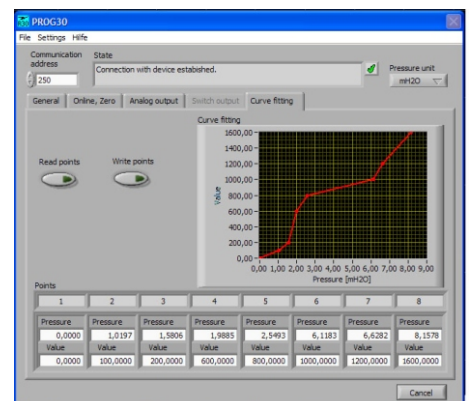 PROG30
File Settings Hilfe
Communication address
State
Pressure unit
250
Connection with device estabished.
mH2O
General Online, Zero Analog output Switch output Curve fitting
Curve fitting
Read points
Write points
Value
1600,00
1400,00
1200,00
1000,00
800,00
600,00
400,00
200,00
0,00
0,00 1,00 2,00 3,00 4,00 5,00 6,00 7,00 8,00 9,00
Pressure [mH2O]
Points
1 2 3 4 5 6 7 8
Pressure Pressure Pressure Pressure Pressure Pressure Pressure Pressure
0,0000 1,0197 1,5806 1,9885 2,5493 6,1183 6,6282 8,1578
Value Value Value Value Value Value Value Value
0,0000 100,0000 200,0000 600,0000 800,0000 1000,0000 1200,0000 1600,0000
Cancel